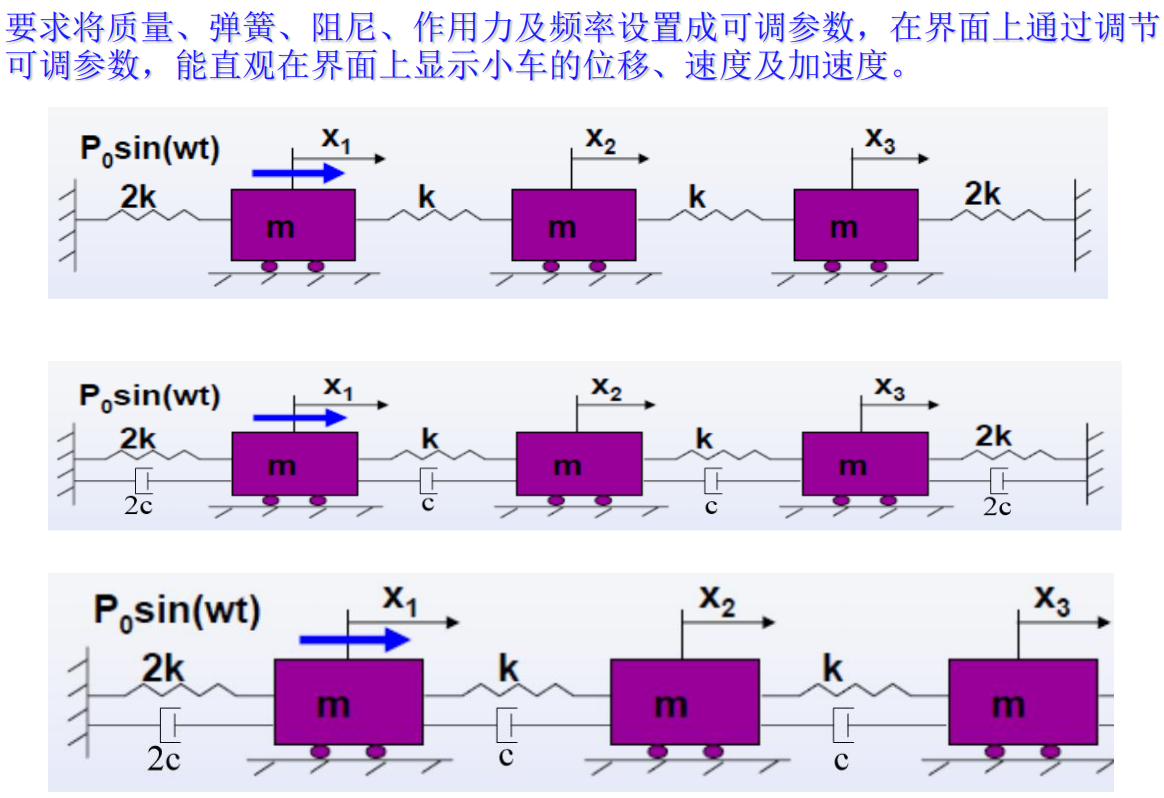 要求将质量、弹簧、阻尼、作用力及频率设置成可调参数，在界面上通过调节
可调参数，能直观在界面上显示小车的位移、速度及加速度。
P₀sin(wt) x₁ x₂ x₃
2k k k 2k
m m m
P₀sin(wt) x₁ x₂ x₃
2k k k 2k
m m m
2c c c 2c
P₀sin(wt) x₁ x₂ x₃
2k k k
m m m
2c c c